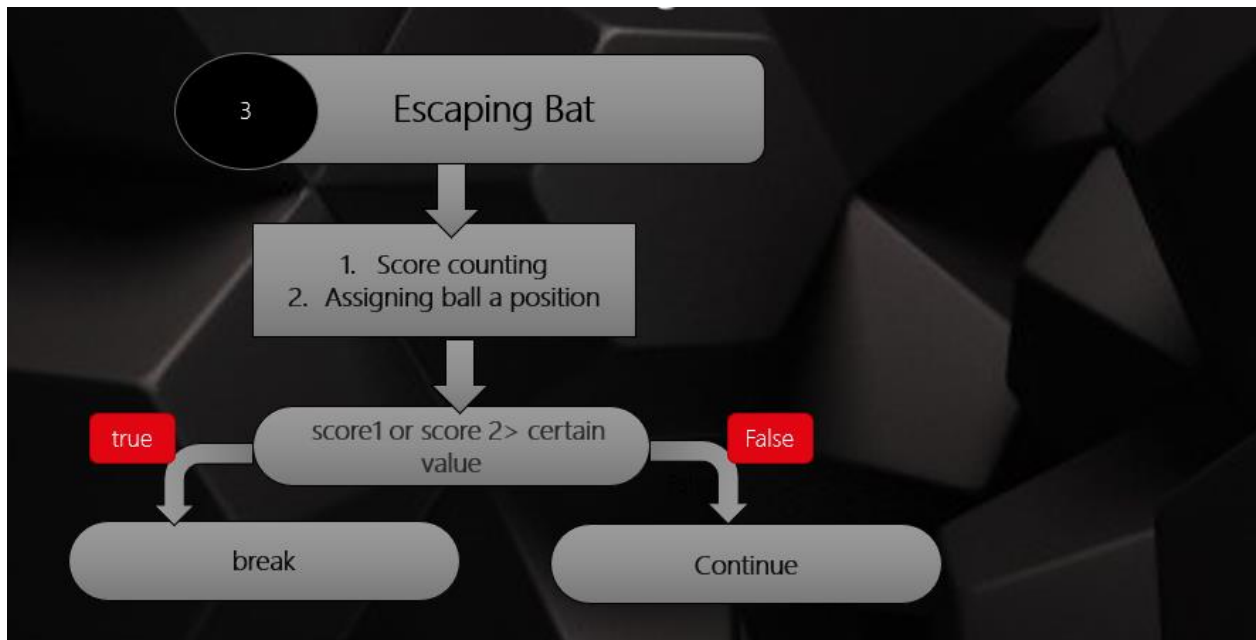 3
Escaping Bat
1. Score counting
2. Assigning ball a position
true
score1 or score 2> certain
value
False
break
Continue